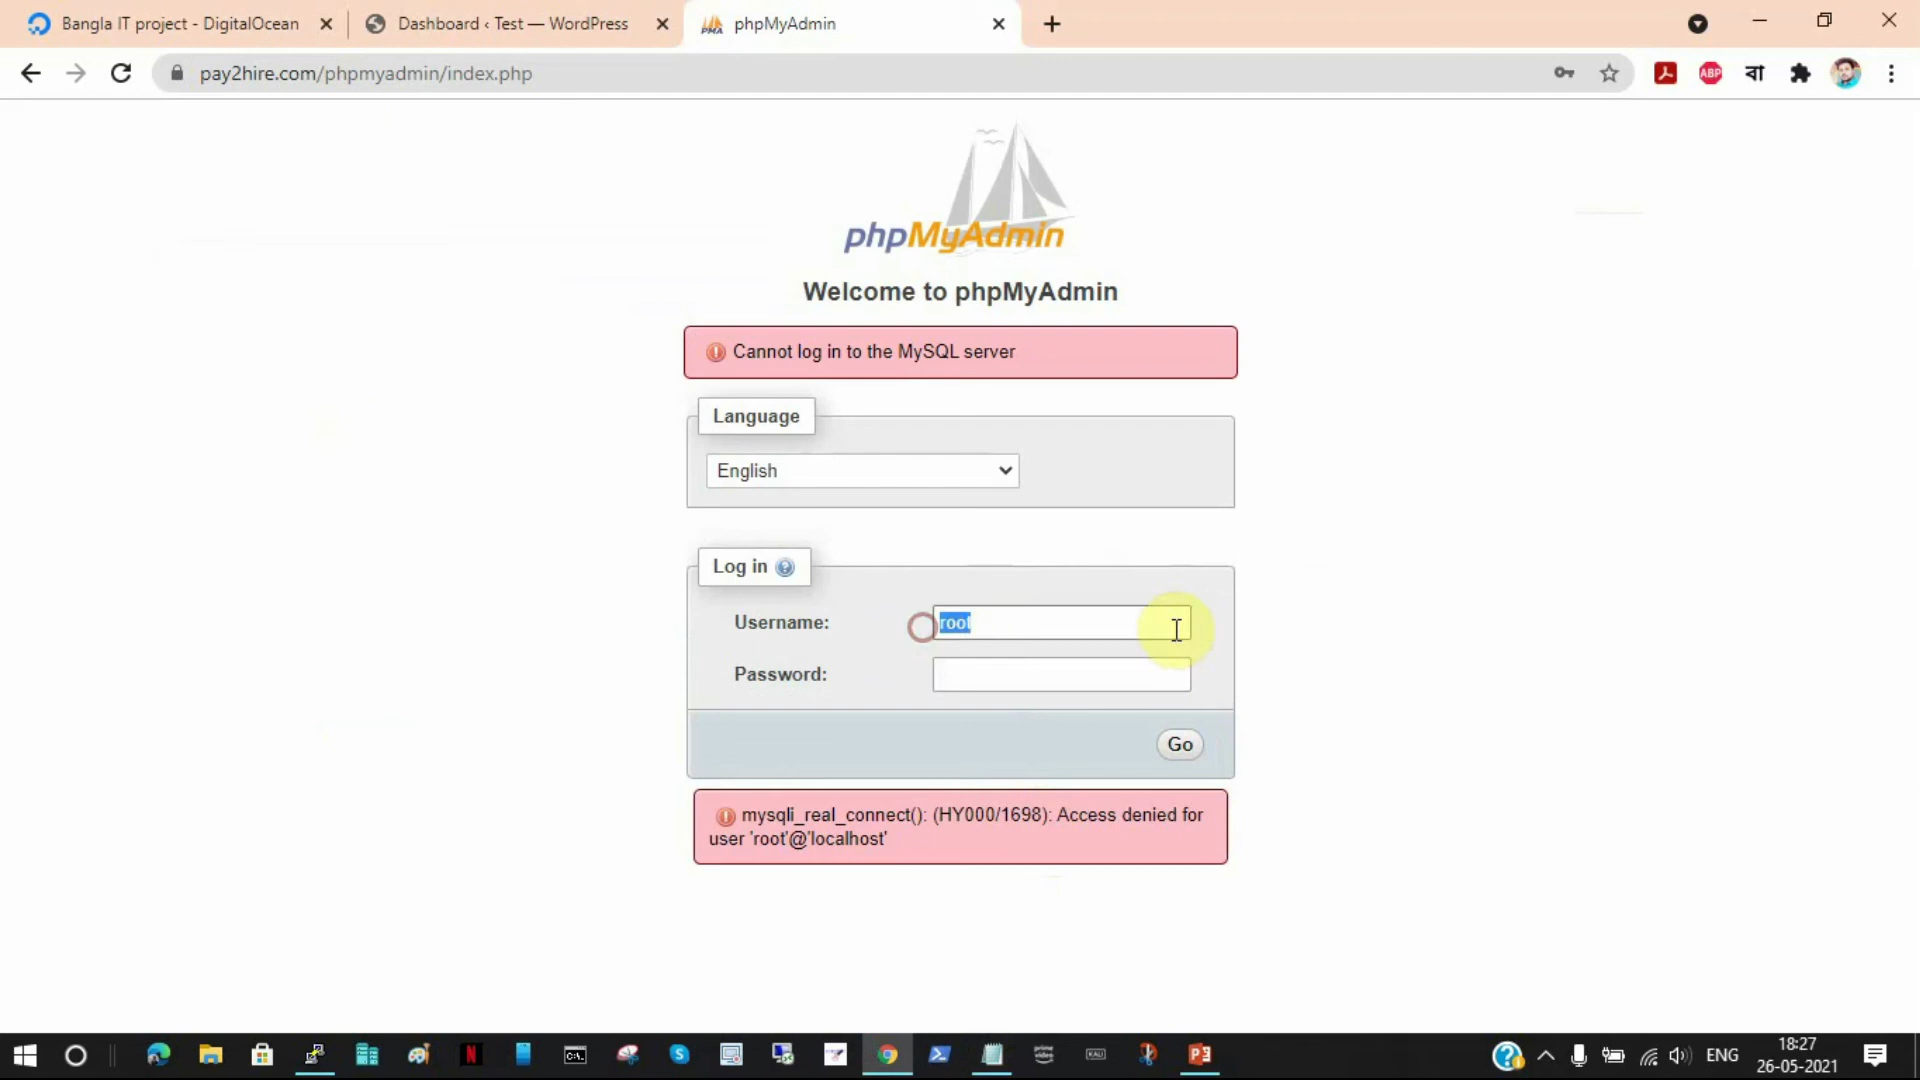 Bangla IT project - DigitalOcean
Dashboard ‹ Test — WordPress
phpMyAdmin
pay2hire.com/phpmyadmin/index.php
ABP
বা
phpMyAdmin
Welcome to phpMyAdmin
Cannot log in to the MySQL server
Language
English
Log in
Username:
root
Password:
Go
mysqli_real_connect(): (HY000/1698): Access denied for
user 'root'@'localhost'
ENG
18:27
26-05-2021